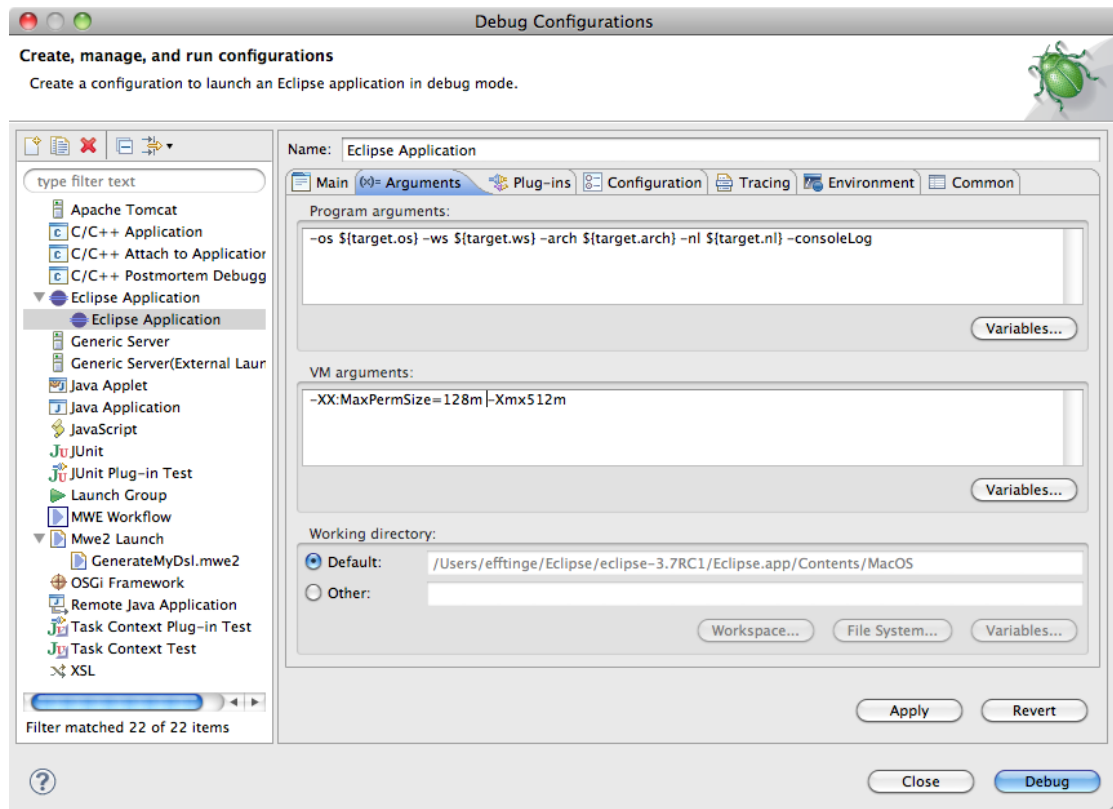 Debug Configurations
Create, manage, and run configurations
Create a configuration to launch an Eclipse application in debug mode.
type filter text
Apache Tomcat
C/C++ Application
C/C++ Attach to Application
C/C++ Postmortem Debugg
Eclipse Application
Eclipse Application
Generic Server
Generic Server(External Laun
Java Applet
Java Application
JavaScript
JUnit
JUnit Plug-in Test
Launch Group
MWE Workflow
Mwe2 Launch
GenerateMyDsl.mwe2
OSGi Framework
Remote Java Application
Task Context Plug-in Test
Task Context Test
XSL
Filter matched 22 of 22 items
Name: Eclipse Application
Main (x)= Arguments Plug-ins Configuration Tracing Environment Common
Program arguments:
-os ${target.os} -ws ${target.ws} -arch ${target.arch} -nl ${target.nl} -consoleLog
Variables...
VM arguments:
-XX:MaxPermSize=128m -Xmx512m
Variables...
Working directory:
Default: /Users/efftinge/Eclipse/eclipse-3.7RC1/Eclipse.app/Contents/MacOS
Other:
Workspace... File System... Variables...
Apply Revert
? Close Debug